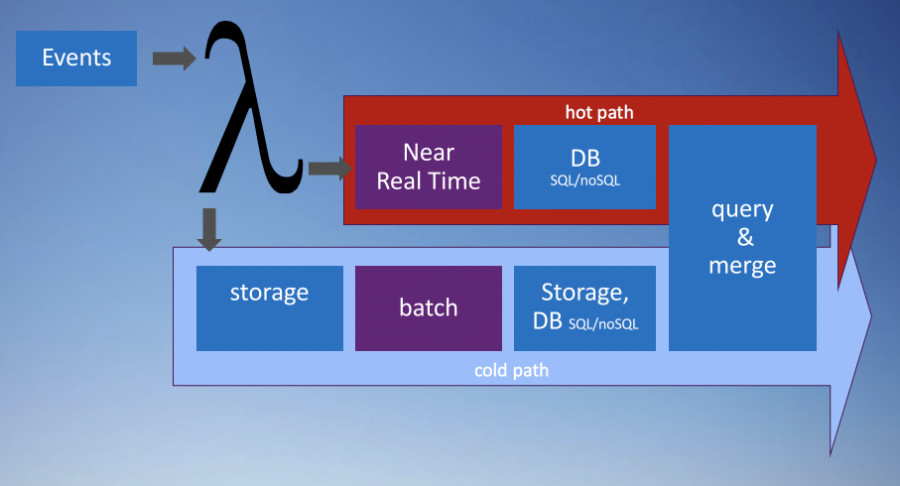 Events
λ
hot path
Near
Real Time
DB
SQL/noSQL
query
&
merge
storage
batch
Storage,
DB SQL/noSQL
cold path